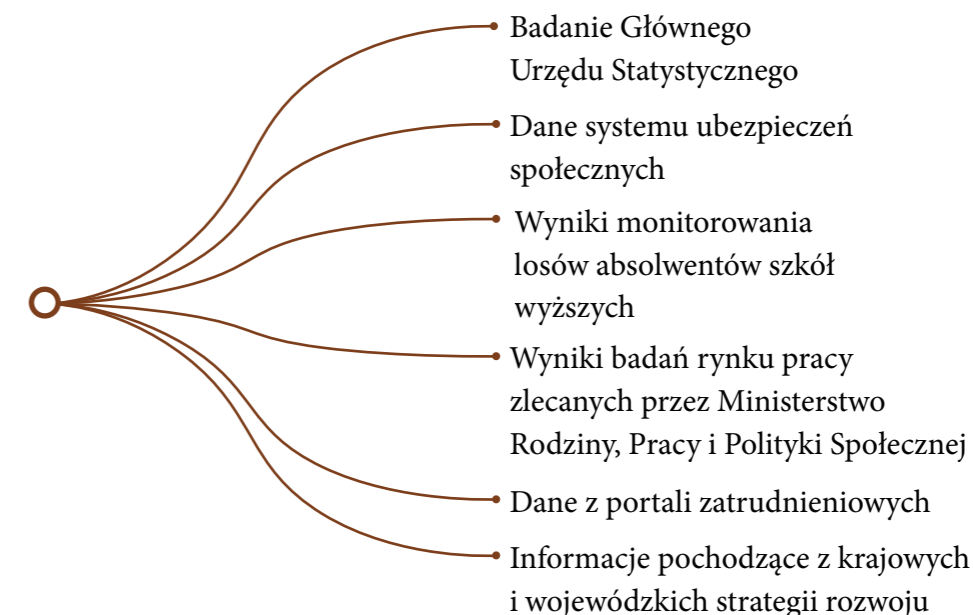 Badanie Głównego
Urzędu Statystycznego
Dane systemu ubezpieczeń
społecznych
Wyniki monitorowania
losów absolwentów szkół
wyższych
Wyniki badań rynku pracy
zlecanych przez Ministerstwo
Rodziny, Pracy i Polityki Społecznej
Dane z portali zatrudnieniowych
Informacje pochodzące z krajowych
i wojewódzkich strategii rozwoju